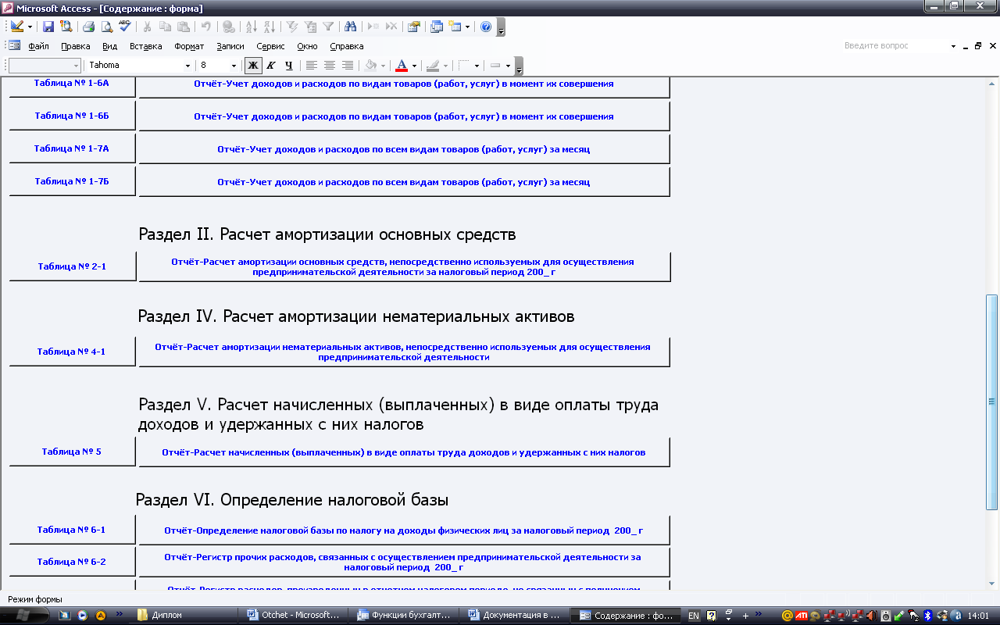 Microsoft Access - [Содержание : форма]
Файл Правка Вид Вставка Формат Записи Сервис Окно Справка
Введите вопрос
Tahoma 8 Ж К Ч
Таблица № 1-6А
Отчёт-Учет доходов и расходов по видам товаров (работ, услуг) в момент их совершения
Таблица № 1-6Б
Отчёт-Учет доходов и расходов по видам товаров (работ, услуг) в момент их совершения
Таблица № 1-7А
Отчёт-Учет доходов и расходов по всем видам товаров (работ, услуг) за месяц
Таблица № 1-7Б
Отчёт-Учет доходов и расходов по всем видам товаров (работ, услуг) за месяц
Раздел II. Расчет амортизации основных средств
Таблица № 2-1
Отчёт-Расчет амортизации основных средств, непосредственно используемых для осуществления
предпринимательской деятельности за налоговый период 200_ г
Раздел IV. Расчет амортизации нематериальных активов
Таблица № 4-1
Отчёт-Расчет амортизации нематериальных активов, непосредственно используемых для осуществления
предпринимательской деятельности
Раздел V. Расчет начисленных (выплаченных) в виде оплаты труда
доходов и удержанных с них налогов
Таблица № 5
Отчёт-Расчет начисленных (выплаченных) в виде оплаты труда доходов и удержанных с них налогов
Раздел VI. Определение налоговой базы
Таблица № 6-1
Отчёт-Определение налоговой базы по налогу на доходы физических лиц за налоговый период 200_ г
Таблица № 6-2
Отчёт-Регистр прочих расходов, связанных с осуществлением предпринимательской деятельности за
налоговый период 200_ г
Отчёт-Регистр расходов, произведенных в отчетном налоговом периоде, но связанных с получением
Режим формы
Диплом
Otchet - Microsoft...
Функции бухгалт...
Документация в ...
Содержание : фо...
EN
14:01